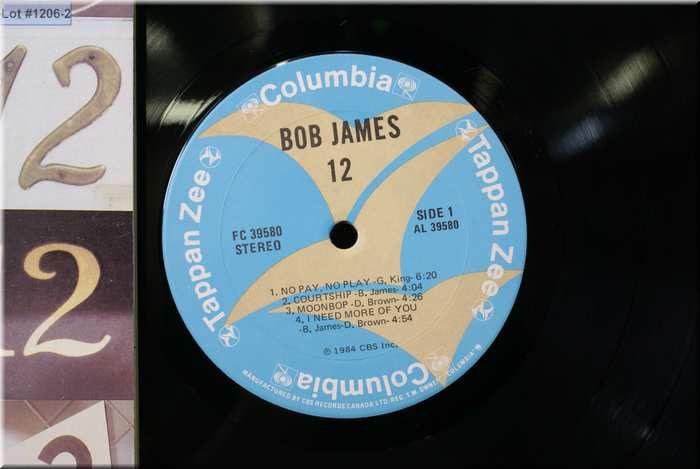 Lot #1206-2
12
12
2
Columbia
BOB JAMES
12
Tappan Zee
Tappan Zee
FC 39580
STEREO
SIDE 1
AL 39580
1. NO PAY, NO PLAY -G. King- 6:20
2. COURTSHIP -B. James- 4:04
3. MOONBOP -D. Brown- 4:26
4. I NEED MORE OF YOU
-B. James-D. Brown- 4:54
℗ 1984 CBS Inc.
Columbia
MANUFACTURED BY CBS RECORDS CANADA LTD. REG. T.M. OWNER COLUMBIA